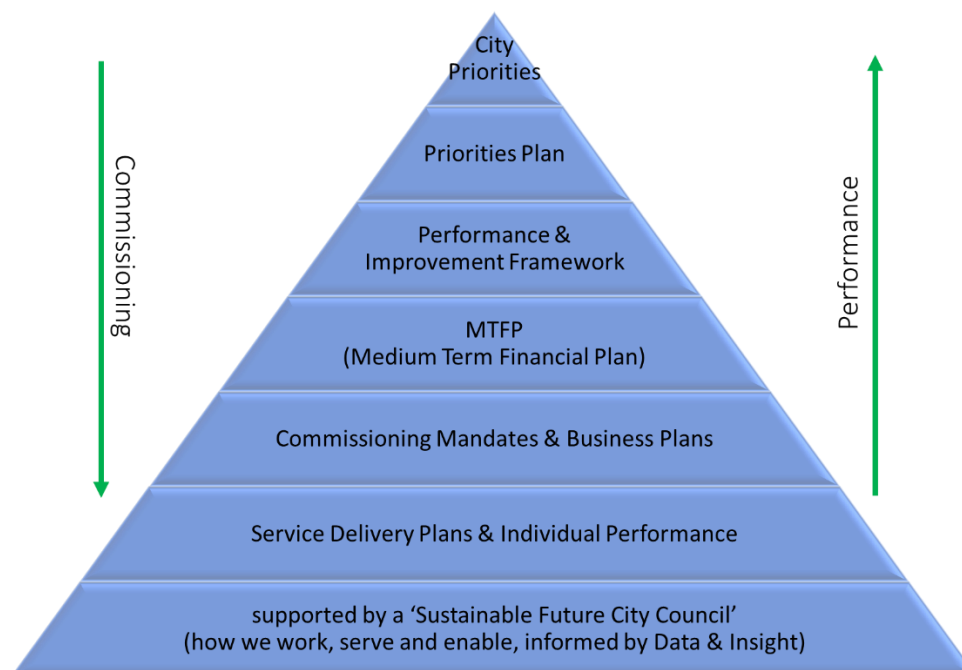 City
Priorities
Priorities Plan
Performance &
Improvement Framework
MTFP
(Medium Term Financial Plan)
Commissioning Mandates & Business Plans
Service Delivery Plans & Individual Performance
supported by a ‘Sustainable Future City Council’
(how we work, serve and enable, informed by Data & Insight)
Commissioning
Performance